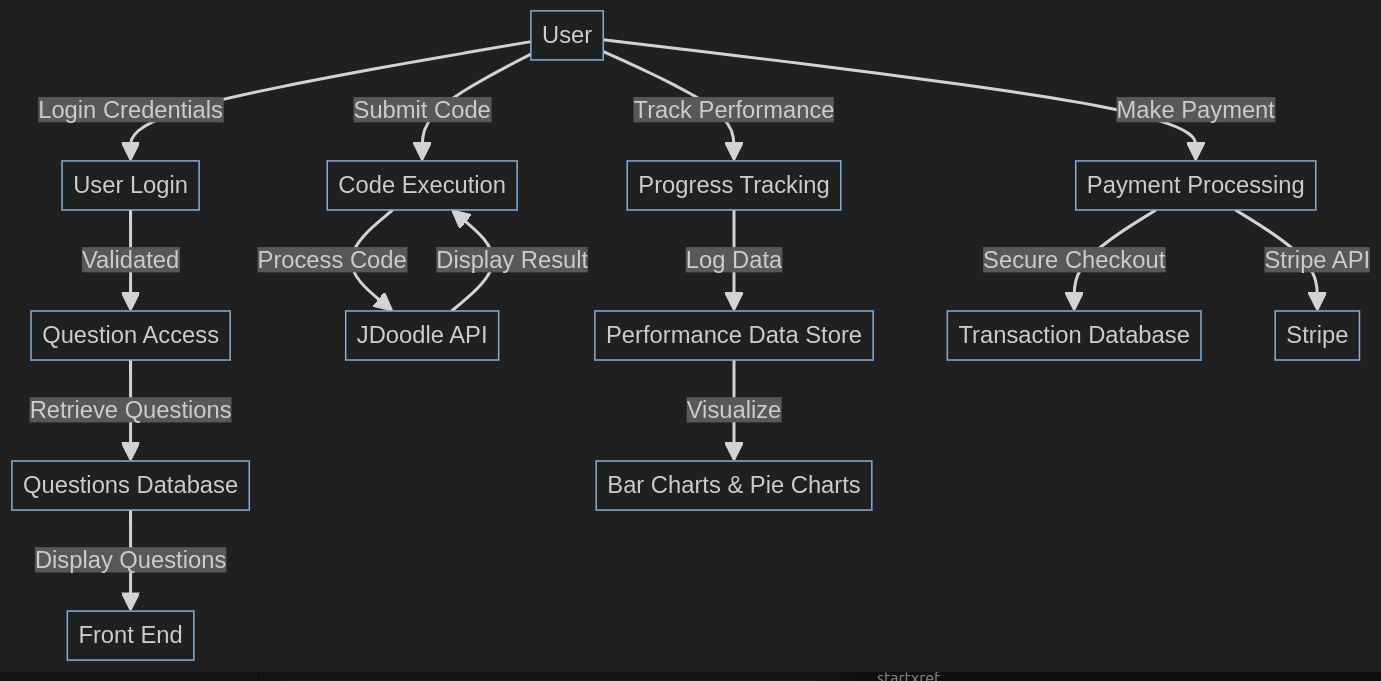 User
Login Credentials
Submit Code
Track Performance
Make Payment
User Login
Code Execution
Progress Tracking
Payment Processing
Validated
Process Code
Display Result
Log Data
Secure Checkout
Stripe API
Question Access
JDoodle API
Performance Data Store
Transaction Database
Stripe
Retrieve Questions
Visualize
Questions Database
Bar Charts & Pie Charts
Display Questions
Front End
startxref